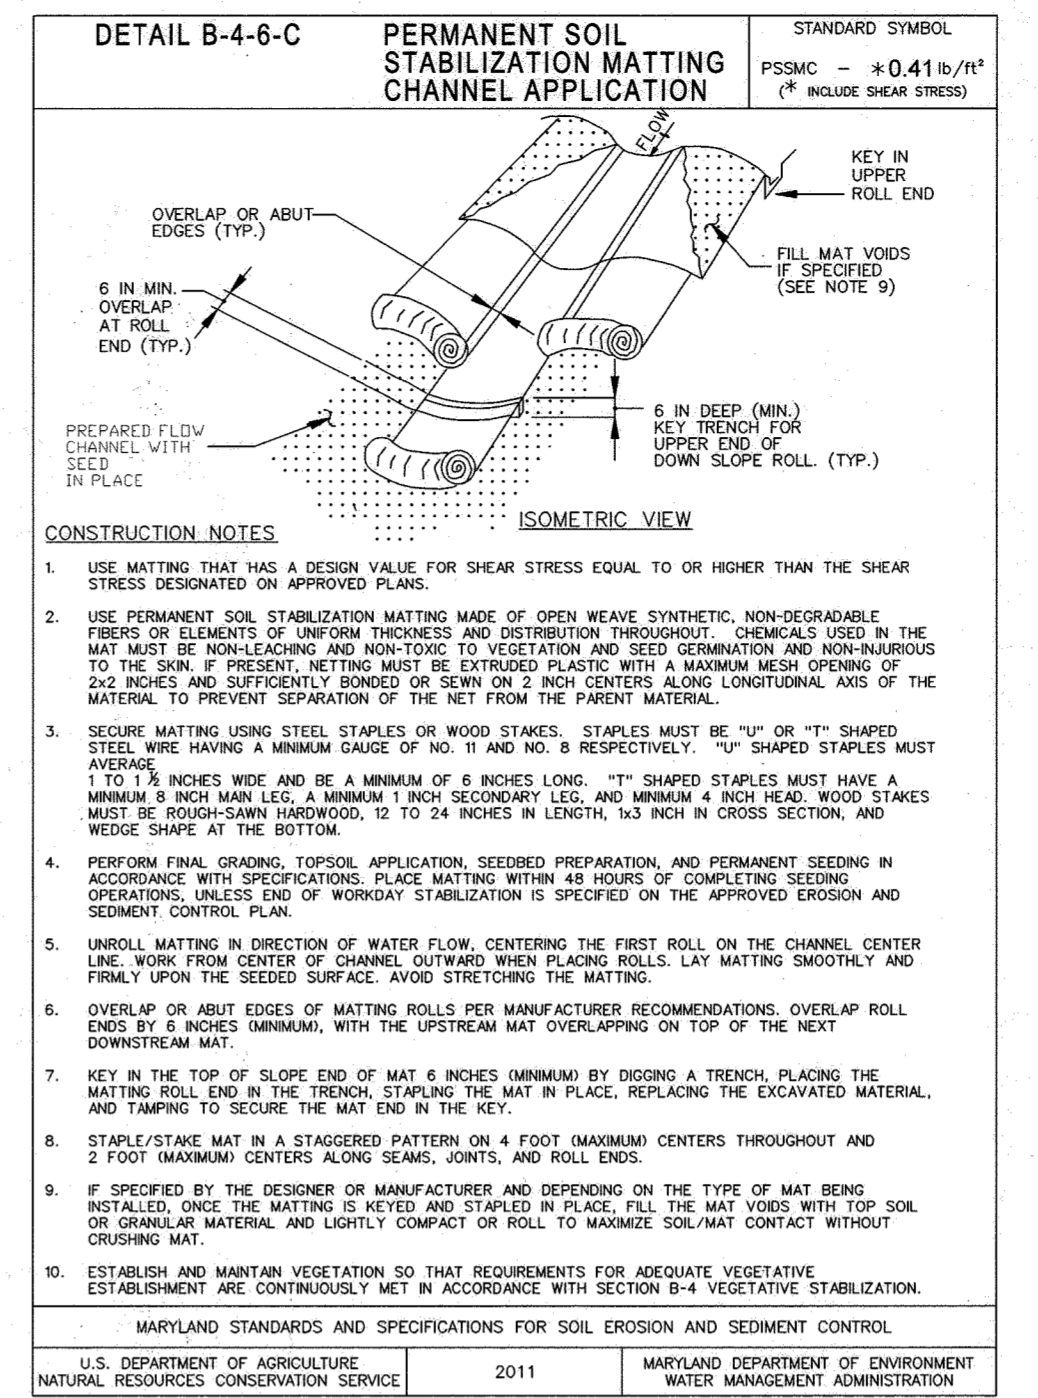 DETAIL B-4-6-C
PERMANENT SOIL
STABILIZATION MATTING
CHANNEL APPLICATION
STANDARD SYMBOL
PSSMC - *0.41 lb/ft²
(* INCLUDE SHEAR STRESS)
FLOW
KEY IN
UPPER
ROLL END
OVERLAP OR ABUT
EDGES (TYP.)
FILL MAT VOIDS
IF SPECIFIED
(SEE NOTE 9)
6 IN MIN.
OVERLAP
AT ROLL
END (TYP.)
6 IN DEEP (MIN.)
KEY TRENCH FOR
UPPER END OF
DOWN SLOPE ROLL. (TYP.)
PREPARED FLOW
CHANNEL WITH
SEED
IN PLACE
ISOMETRIC VIEW
CONSTRUCTION NOTES
1. USE MATTING THAT HAS A DESIGN VALUE FOR SHEAR STRESS EQUAL TO OR HIGHER THAN THE SHEAR
STRESS DESIGNATED ON APPROVED PLANS.
2. USE PERMANENT SOIL STABILIZATION MATTING MADE OF OPEN WEAVE SYNTHETIC, NON-DEGRADABLE
FIBERS OR ELEMENTS OF UNIFORM THICKNESS AND DISTRIBUTION THROUGHOUT. CHEMICALS USED IN THE
MAT MUST BE NON-LEACHING AND NON-TOXIC TO VEGETATION AND SEED GERMINATION AND NON-INJURIOUS
TO THE SKIN. IF PRESENT, NETTING MUST BE EXTRUDED PLASTIC WITH A MAXIMUM MESH OPENING OF
2x2 INCHES AND SUFFICIENTLY BONDED OR SEWN ON 2 INCH CENTERS ALONG LONGITUDINAL AXIS OF THE
MATERIAL TO PREVENT SEPARATION OF THE NET FROM THE PARENT MATERIAL.
3. SECURE MATTING USING STEEL STAPLES OR WOOD STAKES. STAPLES MUST BE "U" OR "T" SHAPED
STEEL WIRE HAVING A MINIMUM GAUGE OF NO. 11 AND NO. 8 RESPECTIVELY. "U" SHAPED STAPLES MUST
AVERAGE
1 TO 1 ½ INCHES WIDE AND BE A MINIMUM OF 6 INCHES LONG. "T" SHAPED STAPLES MUST HAVE A
MINIMUM 8 INCH MAIN LEG, A MINIMUM 1 INCH SECONDARY LEG, AND MINIMUM 4 INCH HEAD. WOOD STAKES
MUST BE ROUGH-SAWN HARDWOOD, 12 TO 24 INCHES IN LENGTH, 1x3 INCH IN CROSS SECTION, AND
WEDGE SHAPE AT THE BOTTOM.
4. PERFORM FINAL GRADING, TOPSOIL APPLICATION, SEEDBED PREPARATION, AND PERMANENT SEEDING IN
ACCORDANCE WITH SPECIFICATIONS. PLACE MATTING WITHIN 48 HOURS OF COMPLETING SEEDING
OPERATIONS, UNLESS END OF WORKDAY STABILIZATION IS SPECIFIED ON THE APPROVED EROSION AND
SEDIMENT CONTROL PLAN.
5. UNROLL MATTING IN DIRECTION OF WATER FLOW, CENTERING THE FIRST ROLL ON THE CHANNEL CENTER
LINE. WORK FROM CENTER OF CHANNEL OUTWARD WHEN PLACING ROLLS. LAY MATTING SMOOTHLY AND
FIRMLY UPON THE SEEDED SURFACE. AVOID STRETCHING THE MATTING.
6. OVERLAP OR ABUT EDGES OF MATTING ROLLS PER MANUFACTURER RECOMMENDATIONS. OVERLAP ROLL
ENDS BY 6 INCHES (MINIMUM), WITH THE UPSTREAM MAT OVERLAPPING ON TOP OF THE NEXT
DOWNSTREAM MAT.
7. KEY IN THE TOP OF SLOPE END OF MAT 6 INCHES (MINIMUM) BY DIGGING A TRENCH, PLACING THE
MATTING ROLL END IN THE TRENCH, STAPLING THE MAT IN PLACE, REPLACING THE EXCAVATED MATERIAL,
AND TAMPING TO SECURE THE MAT END IN THE KEY.
8. STAPLE/STAKE MAT IN A STAGGERED PATTERN ON 4 FOOT (MAXIMUM) CENTERS THROUGHOUT AND
2 FOOT (MAXIMUM) CENTERS ALONG SEAMS, JOINTS, AND ROLL ENDS.
9. IF SPECIFIED BY THE DESIGNER OR MANUFACTURER AND DEPENDING ON THE TYPE OF MAT BEING
INSTALLED, ONCE THE MATTING IS KEYED AND STAPLED IN PLACE, FILL THE MAT VOIDS WITH TOP SOIL
OR GRANULAR MATERIAL AND LIGHTLY COMPACT OR ROLL TO MAXIMIZE SOIL/MAT CONTACT WITHOUT
CRUSHING MAT.
10. ESTABLISH AND MAINTAIN VEGETATION SO THAT REQUIREMENTS FOR ADEQUATE VEGETATIVE
ESTABLISHMENT ARE CONTINUOUSLY MET IN ACCORDANCE WITH SECTION B-4 VEGETATIVE STABILIZATION.
MARYLAND STANDARDS AND SPECIFICATIONS FOR SOIL EROSION AND SEDIMENT CONTROL
U.S. DEPARTMENT OF AGRICULTURE
NATURAL RESOURCES CONSERVATION SERVICE
2011
MARYLAND DEPARTMENT OF ENVIRONMENT
WATER MANAGEMENT ADMINISTRATION